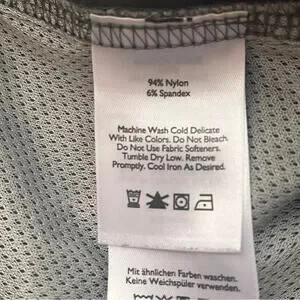 94% Nylon
6% Spandex
Machine Wash Cold Delicate
With Like Colors. Do Not Bleach.
Do Not Use Fabric Softeners.
Tumble Dry Low. Remove
Promptly. Cool Iron As Desired.
Mit ähnlichen Farben waschen.
Keine Weichspüler verwenden.